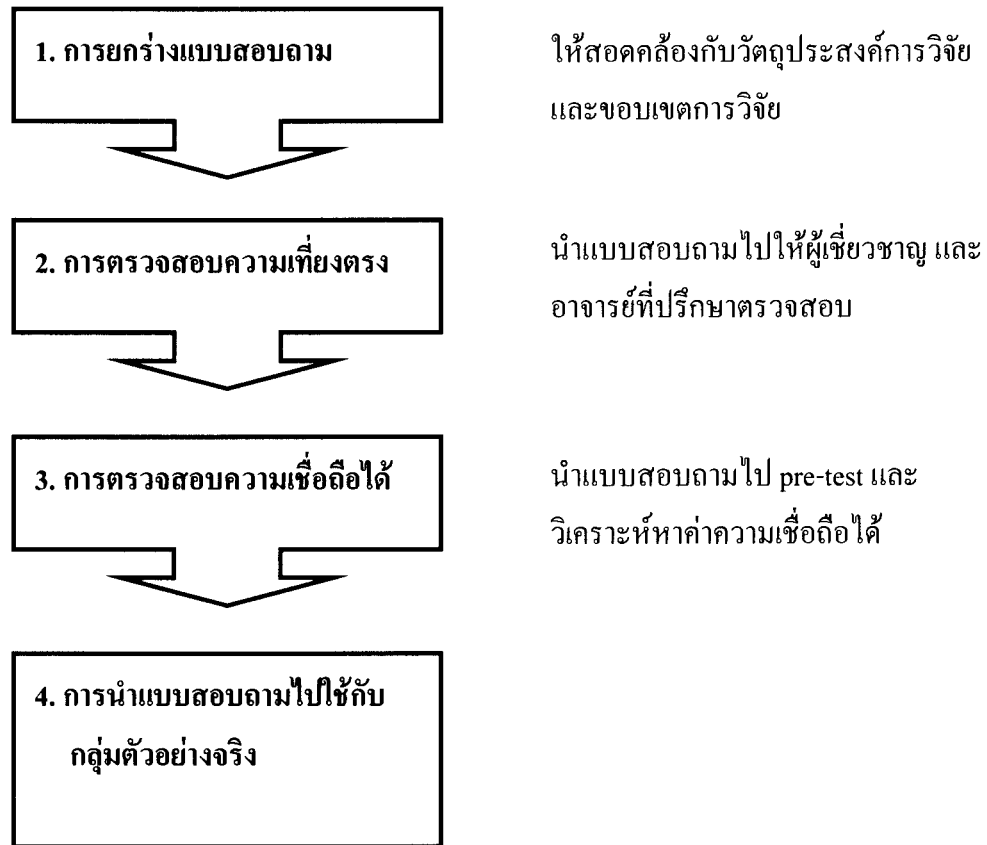 1. การยกร่างแบบสอบถาม
ให้สอดคล้องกับวัตถุประสงค์การวิจัย
และขอบเขตการวิจัย
2. การตรวจสอบความเที่ยงตรง
นำแบบสอบถามไปให้ผู้เชี่ยวชาญ และ
อาจารย์ที่ปรึกษาตรวจสอบ
3. การตรวจสอบความเชื่อถือได้
นำแบบสอบถามไป pre-test และ
วิเคราะห์หาค่าความเชื่อถือได้
4. การนำแบบสอบถามไปใช้กับ
กลุ่มตัวอย่างจริง